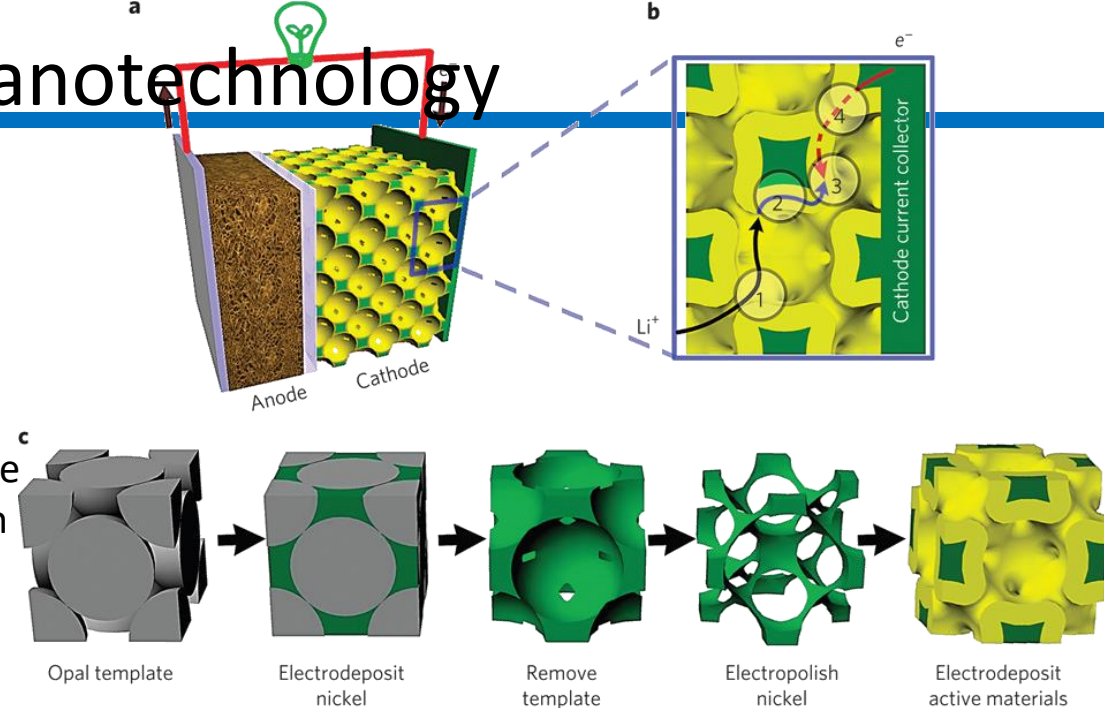 a
b
anotechnology
e⁻
e⁻
4
3
2
1
Li⁺
Cathode current collector
Anode
Cathode
c
e
n
Opal template
Electrodeposit
nickel
Remove
template
Electropolish
nickel
Electrodeposit
active materials